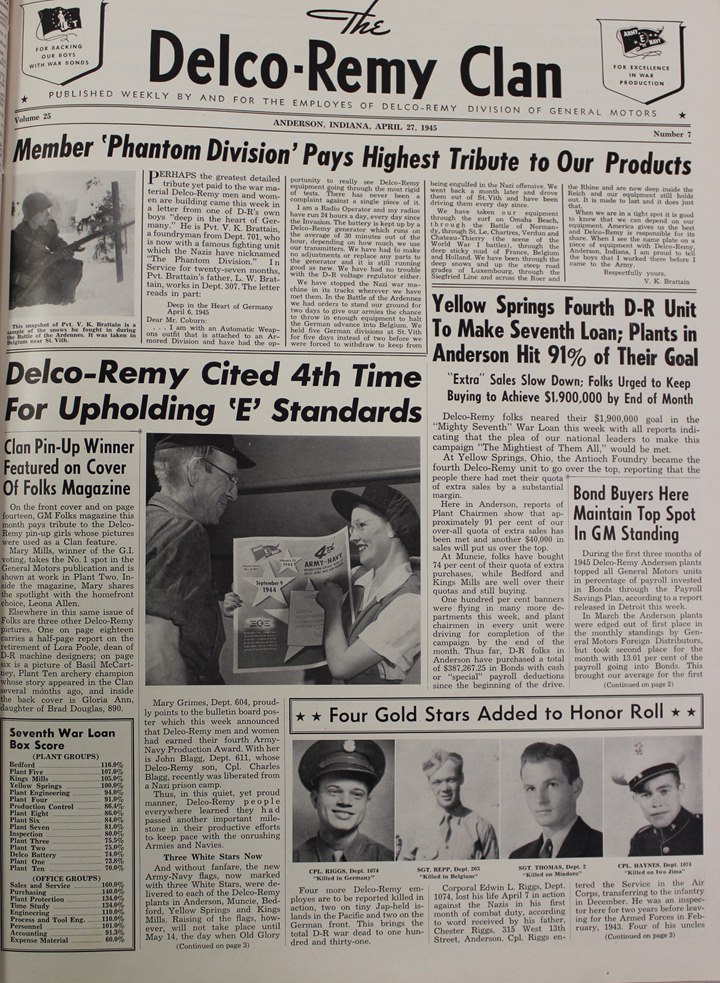 FOR BACKING
OUR BOYS
WITH WAR BONDS
The
Delco-Remy Clan
ARMY E NAVY
FOR EXCELLENCE
IN WAR
PRODUCTION
★ PUBLISHED WEEKLY BY AND FOR THE EMPLOYES OF DELCO-REMY DIVISION OF GENERAL MOTORS ★
Volume 25
ANDERSON, INDIANA, APRIL 27, 1945
Number 7
Member 'Phantom Division' Pays Highest Tribute to Our Products
This snapshot of Pvt. V. K. Brattain is a
sample of the snows he fought in during
the Battle of the Ardennes. It was taken in
Belgium near St. Vith.
PERHAPS the greatest detailed
tribute yet paid to the war ma-
terial Delco-Remy men and wom-
en are building came this week in
a letter from one of D-R's own
boys "deep in the heart of Ger-
many." He is Pvt. V. K. Brattain,
a foundryman from Dept. 701, who
is now with a famous fighting unit
which the Nazis have nicknamed
"The Phantom Division." In
Service for twenty-seven months,
Pvt. Brattain's father, L. W. Brat-
tain, works in Dept. 307. The letter
reads in part:
Deep in the Heart of Germany
April 6, 1945
Dear Mr. Coburn:
. . . I am with an Automatic Weap-
ons outfit that is attached to an Ar-
mored Division and have had the op-
portunity to really see Delco-Remy
equipment going through the most rigid
of tests. There has never been a
complaint against a single piece of it.
I am a Radio Operator and my radio
have run 24 hours a day, every day since
the Invasion. The battery is kept up by a
Delco-Remy generator which runs on
the average of 30 minutes out of the
hour, depending on how much we use
our transmitters. We have had to make
no adjustments or replace any parts to
the generator and it is still running
good as new. We have had no trouble
with the D-R voltage regulator either.
We have stopped the Nazi war ma-
chine in its tracks wherever we have
met them. In the Battle of the Ardennes
we had orders to stand our ground for
two days to give our armies the chance
to throw in enough equipment to halt
the German advance into Belgium. We
held five German Divisions at St. Vith
for five days instead of two before we
were forced to withdraw to keep from
being engulfed in the Nazi offensive. We
went back a month later and drove
them out of St. Vith and have been
driving them every day since.
We have taken our equipment
through the surf on Omaha Beach,
through the Battle of Norman-
dy, through St. Lo, Chartres, Verdun and
Chateau-Thierry (the scene of the
World War I battles), through the
deep sticky mud of France, Belgium
and Holland. We have been through the
deep snows and up the steep road
grades of Luxembourg, through the
Siegfried Line and across the Roer and
the Rhine and are now deep inside the
Reich and our equipment still holds
out. It is made to last and it does just
that.
When we are in a tight spot it is good
to know that we can depend on our
equipment. America gives us the best
and Delco-Remy is responsible for its
share. When I see the name plate on a
piece of equipment with Delco-Remy,
Anderson, Indiana, I am proud to tell
the boys that I worked there before I
came to the Army.
Respectfully yours,
V. K. Brattain
Yellow Springs Fourth D-R Unit
To Make Seventh Loan; Plants in
Anderson Hit 91% of Their Goal
"Extra" Sales Slow Down; Folks Urged to Keep
Buying to Achieve $1,900,000 by End of Month
Delco-Remy folks neared their $1,900,000 goal in the
"Mighty Seventh" War Loan this week with all reports indi-
cating that the plea of our national leaders to make this
campaign "The Mightiest of Them All," would be met.
At Yellow Springs, Ohio, the Antioch Foundry became the
fourth Delco-Remy unit to go over the top, reporting that the
people there had met their quota
of extra sales by a substantial
margin.
Here in Anderson, reports of
Plant Chairmen show that ap-
proximately 91 per cent of our
over-all quota of extra sales has
been met and another $40,000 in
sales will put us over the top.
At Muncie, folks have bought
74 per cent of their quota of extra
purchases, while Bedford and
Kings Mills are well over their
quotas and still buying.
One hundred per cent banners
were flying in many more de-
partments this week, and plant
chairmen in every unit were
driving for completion of the
campaign by the end of the
month. Thus far, D-R folks in
Anderson have purchased a total
of $387,267.25 in Bonds with cash
or "special" payroll deductions
since the beginning of the drive.
Bond Buyers Here
Maintain Top Spot
In GM Standing
During the first three months of
1945 Delco-Remy Anderson plants
topped all General Motors units
in percentage of payroll invested
in Bonds through the Payroll
Savings Plan, according to a report
released in Detroit this week.
In March the Anderson plants
were edged out of first place in
the monthly standings by Gen-
eral Motors Foreign Distributors,
but took second place for the
month with 13.01 per cent of the
payroll going into Bonds. This
brought our average for the first
(Continued on page 2)
Delco-Remy Cited 4th Time
For Upholding 'E' Standards
Clan Pin-Up Winner
Featured on Cover
Of Folks Magazine
On the front cover and on page
fourteen, GM Folks magazine this
month pays tribute to the Delco-
Remy pin-up girls whose pictures
were used as a Clan feature.
Mary Mills, winner of the G.I.
voting, takes the No. 1 spot in the
General Motors publication and is
shown at work in Plant Two. In-
side the magazine, Mary shares
the spotlight with the homefront
choice, Leona Allen.
Elsewhere in this same issue of
Folks are three other Delco-Remy
pictures. One on page eighteen
carries a half-page report on the
retirement of Lora Poole, dean of
D-R machine designers; on page
six is a picture of Basil McCart-
ney, Plant Ten archery champion
whose story appeared in the Clan
several months ago, and inside
the back cover is Gloria Ann,
daughter of Brad Douglas, 890.
4th
ARMY-NAVY
September 9
1944
Mary Grimes, Dept. 604, proud-
ly points to the bulletin board pos-
ter which this week announced
that Delco-Remy men and women
had earned their fourth Army-
Navy Production Award. With her
is John Blagg, Dept. 611, whose
Delco-Remy son, Cpl. Charles
Blagg, recently was liberated from
a Nazi prison camp.
Thus, in this quiet, yet proud
manner, Delco-Remy people
everywhere learned they had
passed another important mile-
stone in their productive efforts
to keep pace with the onrushing
Armies and Navies.
Three White Stars Now
And without fanfare, the new
Army-Navy flags, now marked
with three White Stars, were de-
livered to each of the Delco-Remy
plants in Anderson, Muncie, Bed-
ford, Yellow Springs and Kings
Mills. Raising of the flags, how-
ever, will not take place until
May 14, the day when Old Glory
(Continued on page 3)
Seventh War Loan
Box Score
(PLANT GROUPS)
Bedford 116.0%
Plant Five 107.0%
Kings Mills 105.0%
Yellow Springs 100.0%
Plant Engineering 94.0%
Plant Four 91.0%
Production Control 86.4%
Plant Eight 86.0%
Plant Six 84.0%
Plant Seven 81.0%
Inspection 80.0%
Plant Three 75.5%
Plant Two 75.0%
Delco Battery 74.0%
Plant One 73.8%
Plant Ten 70.0%
(OFFICE GROUPS)
Sales and Service 160.0%
Purchasing 140.0%
Plant Protection 134.0%
Time Study 134.0%
Engineering 110.0%
Process and Tool Eng. 103.0%
Personnel 101.0%
Accounting 91.3%
Expense Material 60.0%
★ ★ Four Gold Stars Added to Honor Roll ★ ★
CPL. RIGGS, Dept. 1074
"Killed in Germany"
SGT. REPP, Dept. 203
"Killed in Belgium"
SGT. THOMAS, Dept. 2
"Killed on Mindoro"
CPL. HAYNES, Dept. 1074
"Killed on Iwo Jima"
Four more Delco-Remy em-
ployes are to be reported killed in
action, two on tiny Jap-held is-
lands in the Pacific and two on the
German front. This brings the
total D-R war dead to one hun-
dred and thirty-one.
Corporal Edwin L. Riggs, Dept.
1074, lost his life April 7 in action
against the Nazis in his first
month of combat duty, according
to word received by his father,
Chester Riggs, 315 West 13th
Street, Anderson. Cpl. Riggs en-
tered the Service in the Air
Corps, transferring to the infantry
in December. He was an inspec-
tor here for two years before leav-
ing for the Armed Forces in Feb-
ruary, 1943. Four of his uncles
(Continued on page 3)